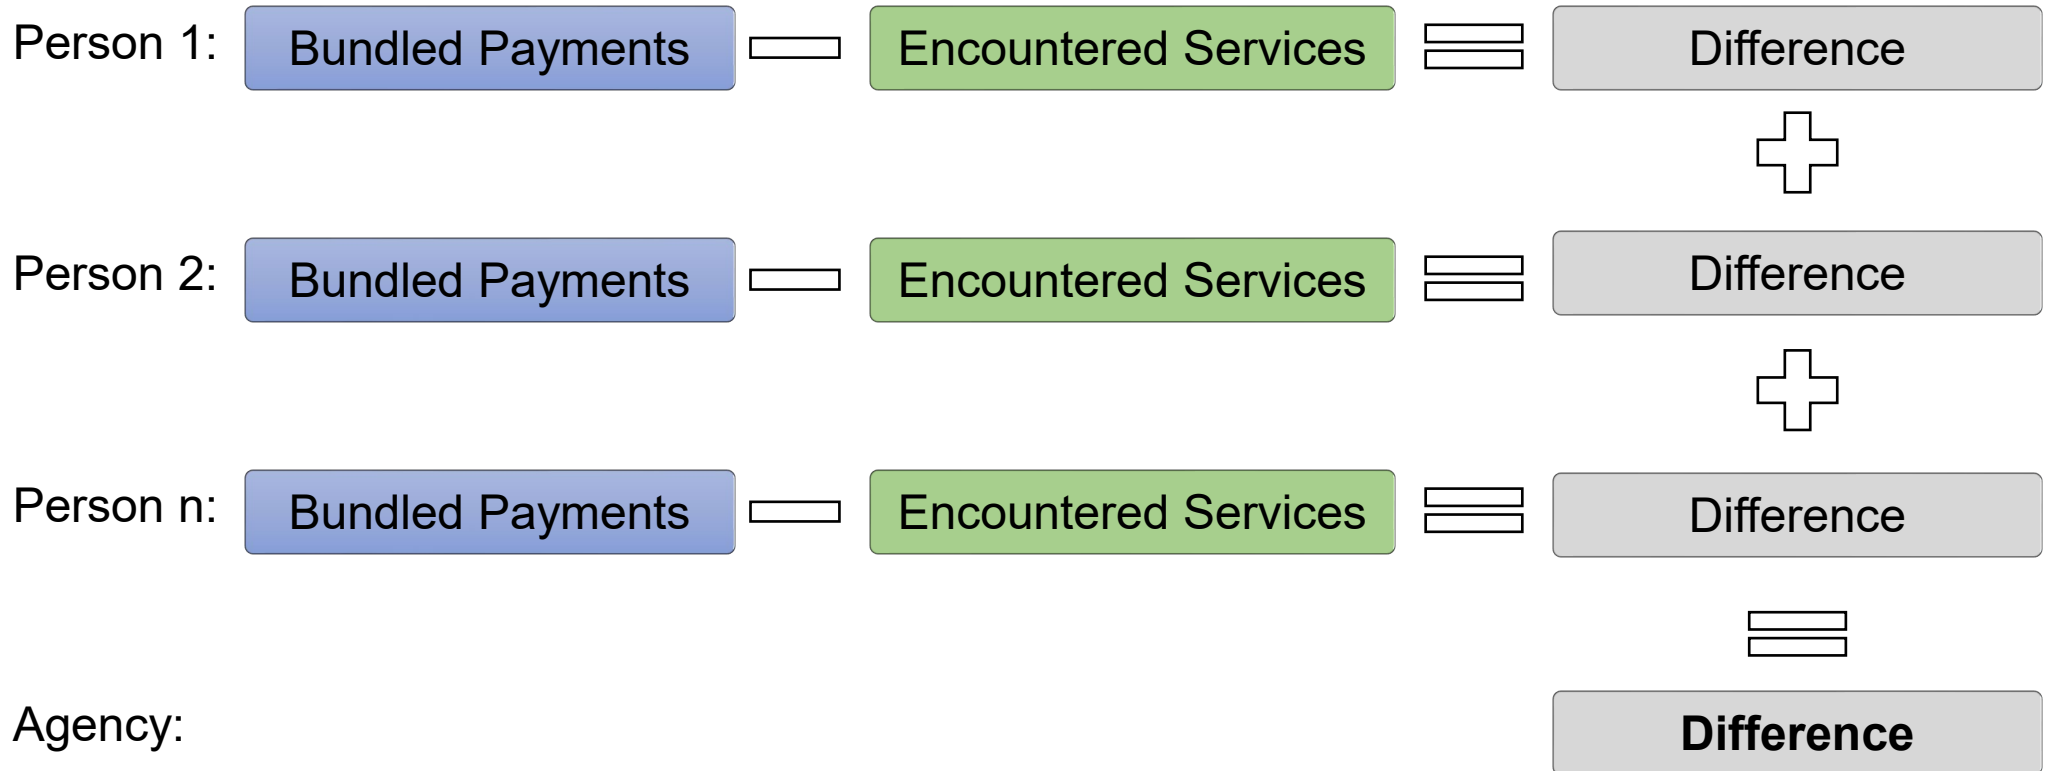 Person 1: Bundled Payments Encountered Services Difference
Person 2: Bundled Payments Encountered Services Difference
Person n: Bundled Payments Encountered Services Difference
Agency: Difference